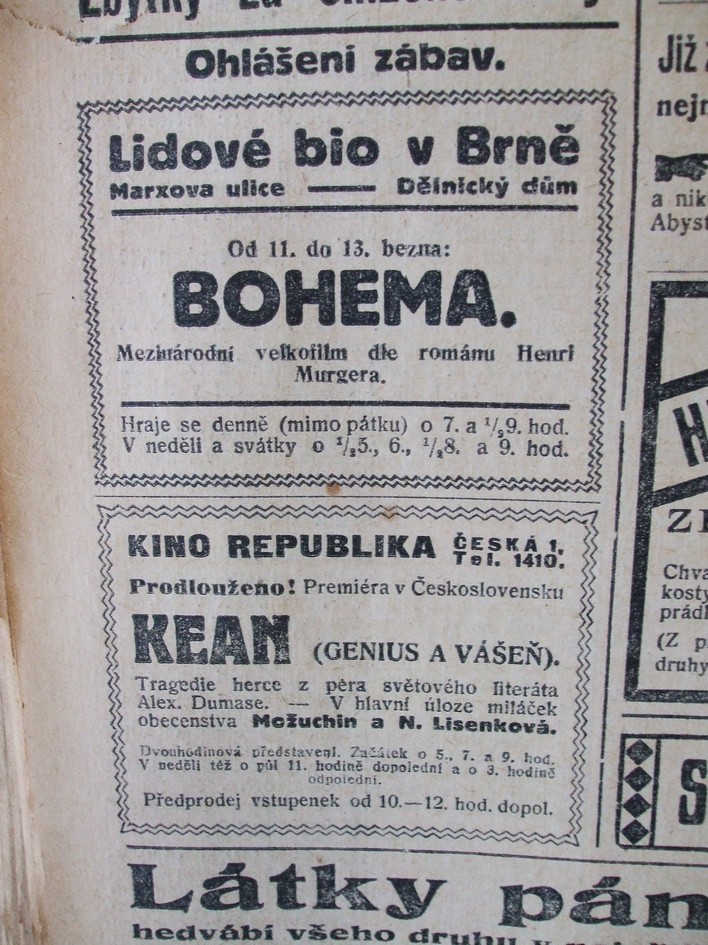 Ohlášení zábav.
Lidové bio v Brně
Marxova ulice — Dělnický dům
Od 11. do 13. bezna:
BOHEMA.
Mezinárodní velkofilm dle románu Henri
Murgera.
Hraje se denně (mimo pátku) o 7. a ½9. hod.
V neděli a svátky o ½5., 6., ½8. a 9. hod.
KINO REPUBLIKA ČESKÁ 1.
Tel. 1410.
Prodlouženo! Premiéra v Československu
KEAN (GENIUS A VÁŠEŇ).
Tragedie herce z péra světového literáta
Alex. Dumase. — V hlavní úloze miláček
obecenstva Možuchin a N. Lisenková.
Dvouhodinová představení. Začátek o 5., 7. a 9. hod.
V neděli též o půl 11. hodině dopolední a o 3. hodině
odpolední.
Předprodej vstupenek od 10.—12. hod. dopol.
Látky pán
hedvábí všeho druhu
Již
nejn
a nik
Abyst
H
Chva
kosty
prádl
(Z p
druhy
S